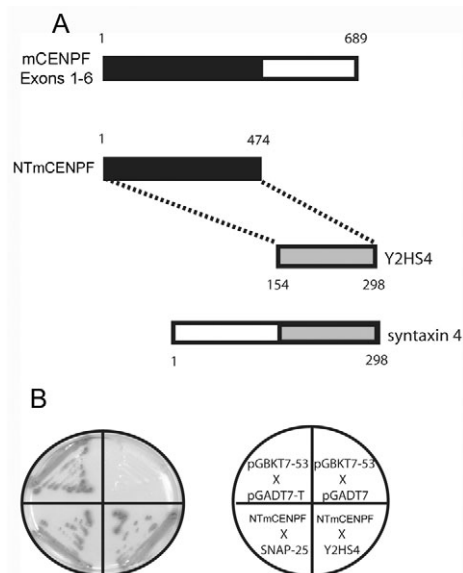 A
1
689
mCENPF
Exons 1-6
1
474
NTmCENPF
Y2HS4
154
298
syntaxin 4
1
298
B
pGBKT7-53
X
pGADT7-T
pGBKT7-53
X
pGADT7
NTmCENPF
X
SNAP-25
NTmCENPF
X
Y2HS4